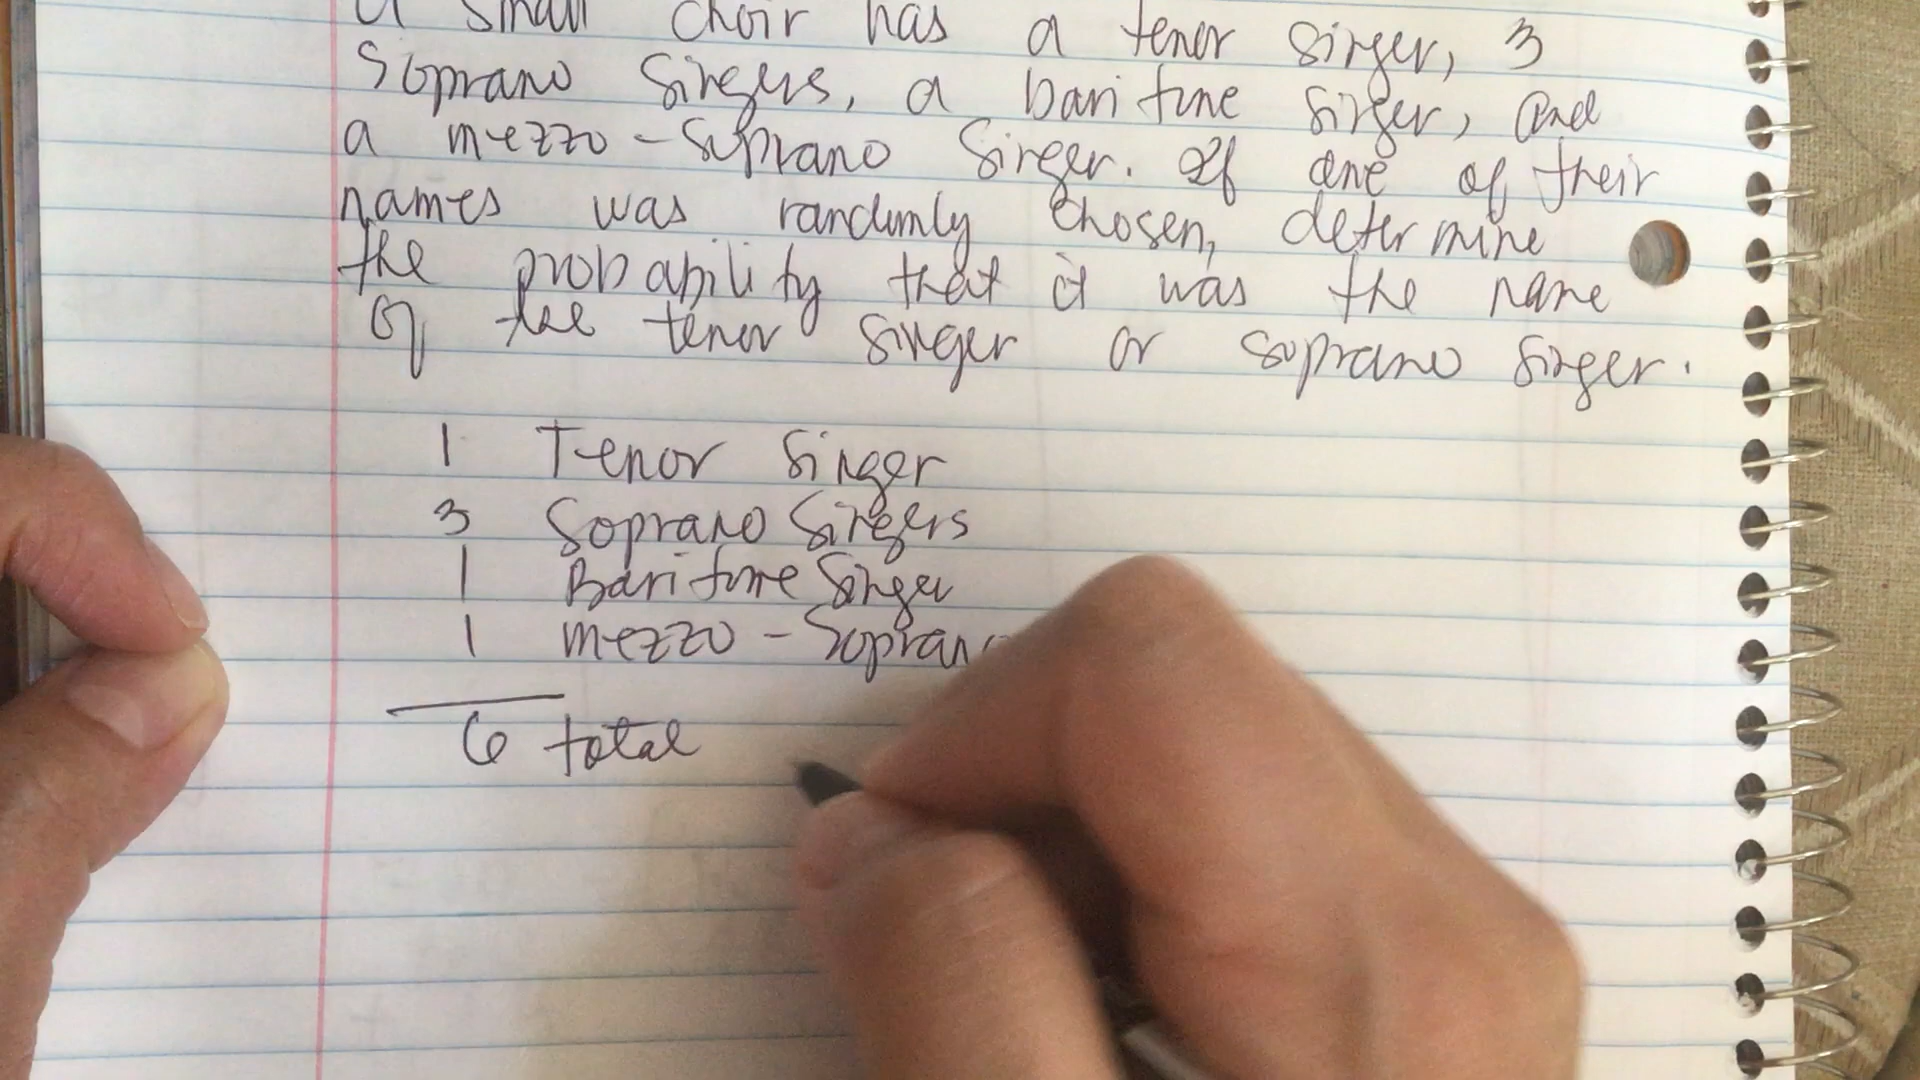 a small choir has a tenor singer, 3
Soprano singers, a baritone singer, and
a mezzo-soprano singer. If one of their
names was randomly chosen, determine
the probability that it was the name
of the tenor singer or soprano singer.
1 Tenor singer
3 Soprano Singers
1 Baritone Singer
1 mezzo-Soprano
6 total